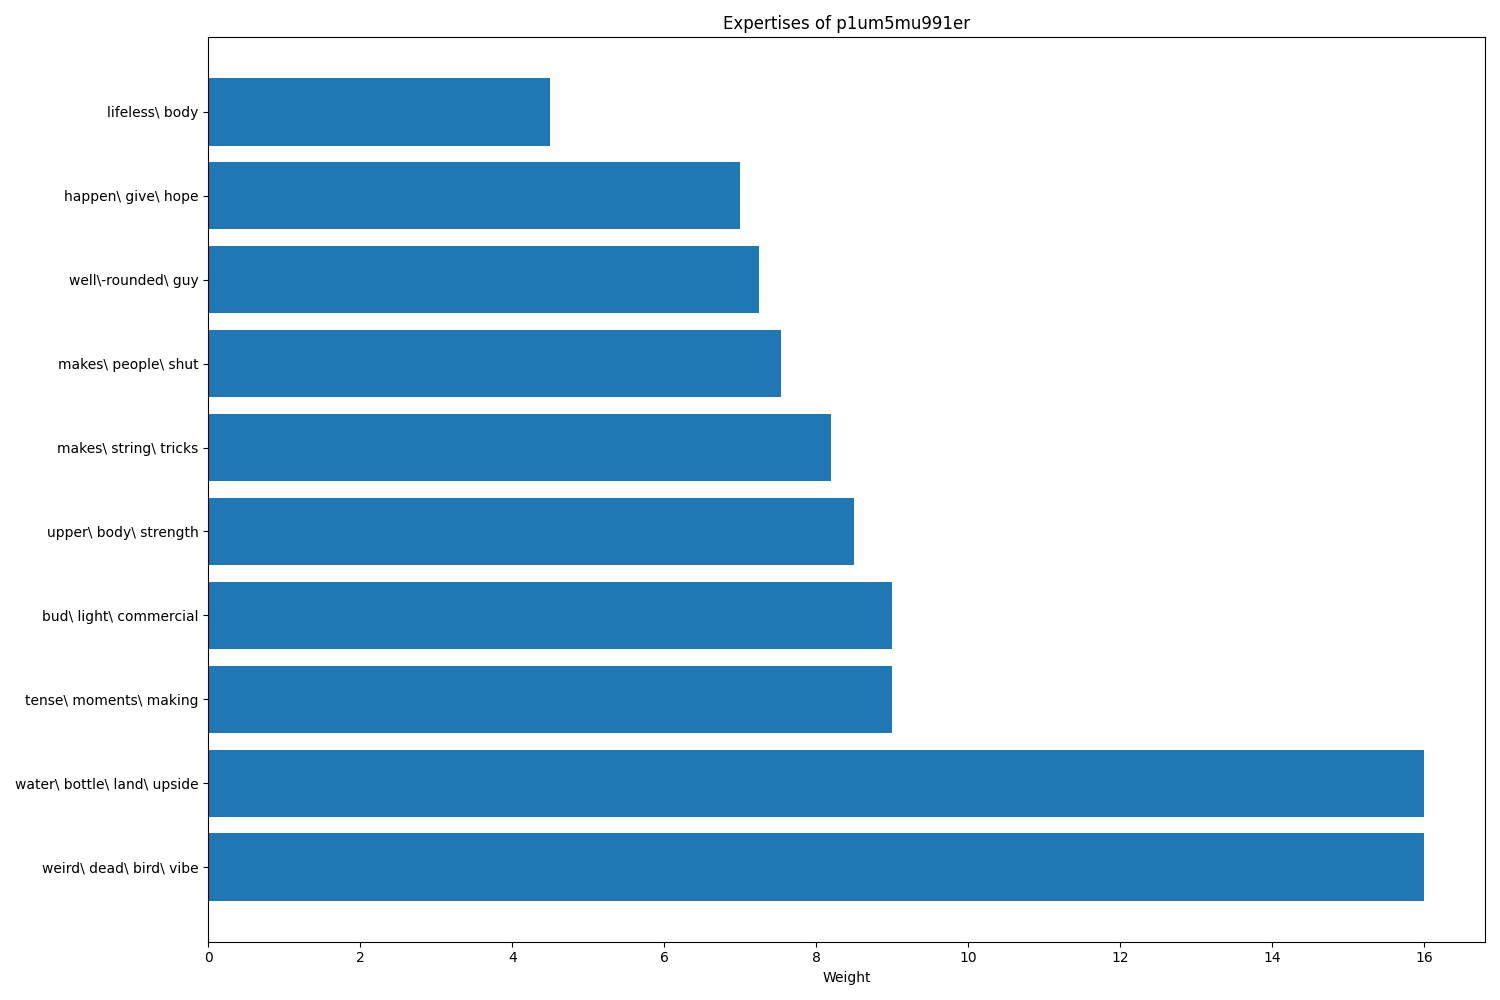 Expertises of p1um5mu991er
lifeless\ body
happen\ give\ hope
well\-rounded\ guy
makes\ people\ shut
makes\ string\ tricks
upper\ body\ strength
bud\ light\ commercial
tense\ moments\ making
water\ bottle\ land\ upside
weird\ dead\ bird\ vibe
0 2 4 6 8 10 12 14 16
Weight